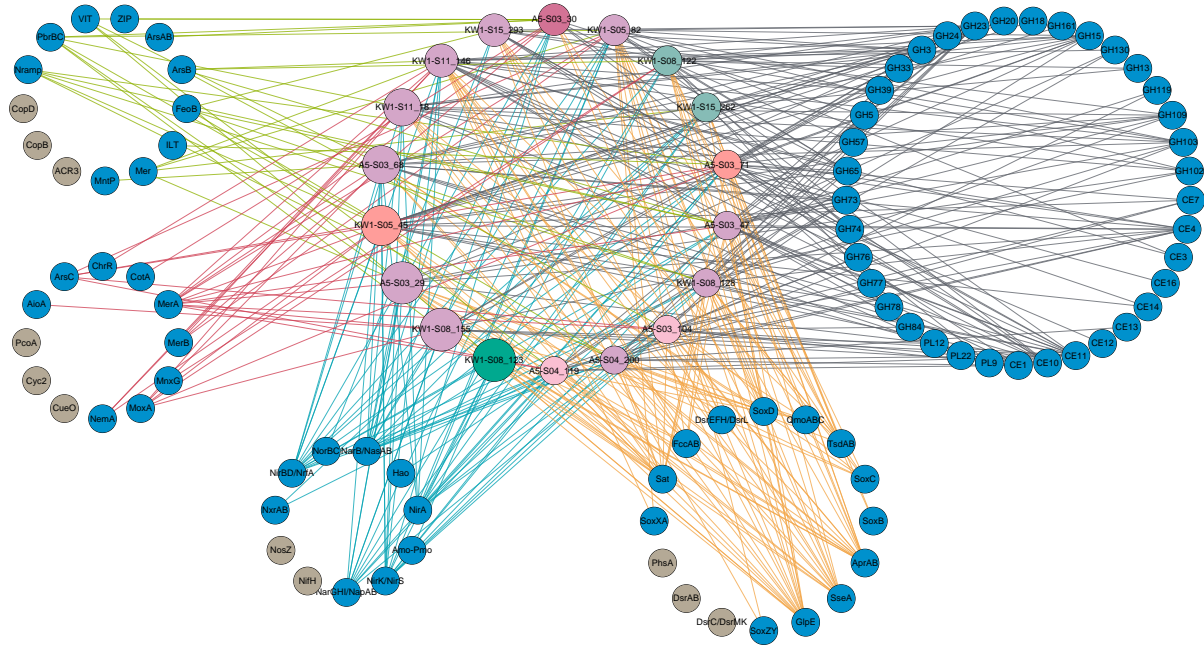 VIT
ZIP
PbrBC
ArsAB
Nramp
ArsB
CopD
FeoB
CopB
ILT
ACR3
Mer
MntP
A5-S03_30
KW1-S15_293
KW1-S05_82
KW1-S11_146
KW1-S08_122
KW1-S11_18
KW1-S15_262
A5-S03_68
A5-S03_71
KW1-S05_45
A5-S03_47
A5-S03_29
KW1-S08_128
KW1-S08_155
A5-S03_104
KW1-S08_123
A5-S04_119
A5-S04_200
GH20
GH18
GH161
GH23
GH24
GH15
GH3
GH130
GH33
GH13
GH39
GH119
GH5
GH109
GH57
GH103
GH65
GH102
GH73
CE7
GH74
CE4
GH76
CE3
GH77
CE16
GH78
CE14
GH84
CE13
PL12
CE12
PL22
CE11
PL9
CE10
CE1
ChrR
ArsC
CotA
AioA
MerA
PcoA
MerB
Cyc2
MnxG
CueO
MoxA
NemA
NorBC
NarB/NasAB
NirBD/NrfA
Hao
NxrAB
NirA
NosZ
Amo-Pmo
NifH
NirK/NirS
NarGHI/NapAB
SoxD
DsrEFH/DsrL
QmoABC
FccAB
TsdAB
Sat
SoxC
SoxXA
SoxB
PhsA
AprAB
DsrAB
SseA
DsrC/DsrMK
GlpE
SoxZY